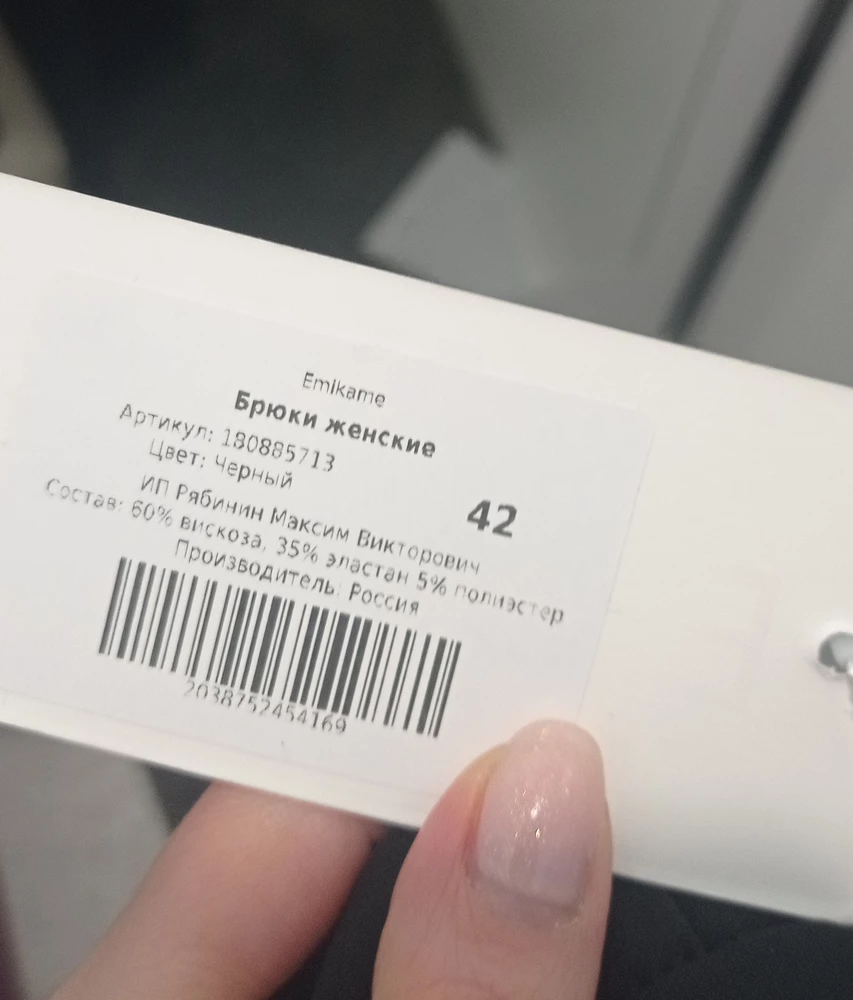 Emikame
Брюки женские
Артикул: 180885713
Цвет: Черный
42
ИП Рябинин Максим Викторович
Состав: 60% вискоза, 35% эластан 5% полиэстер
Производитель: Россия
2038752454169